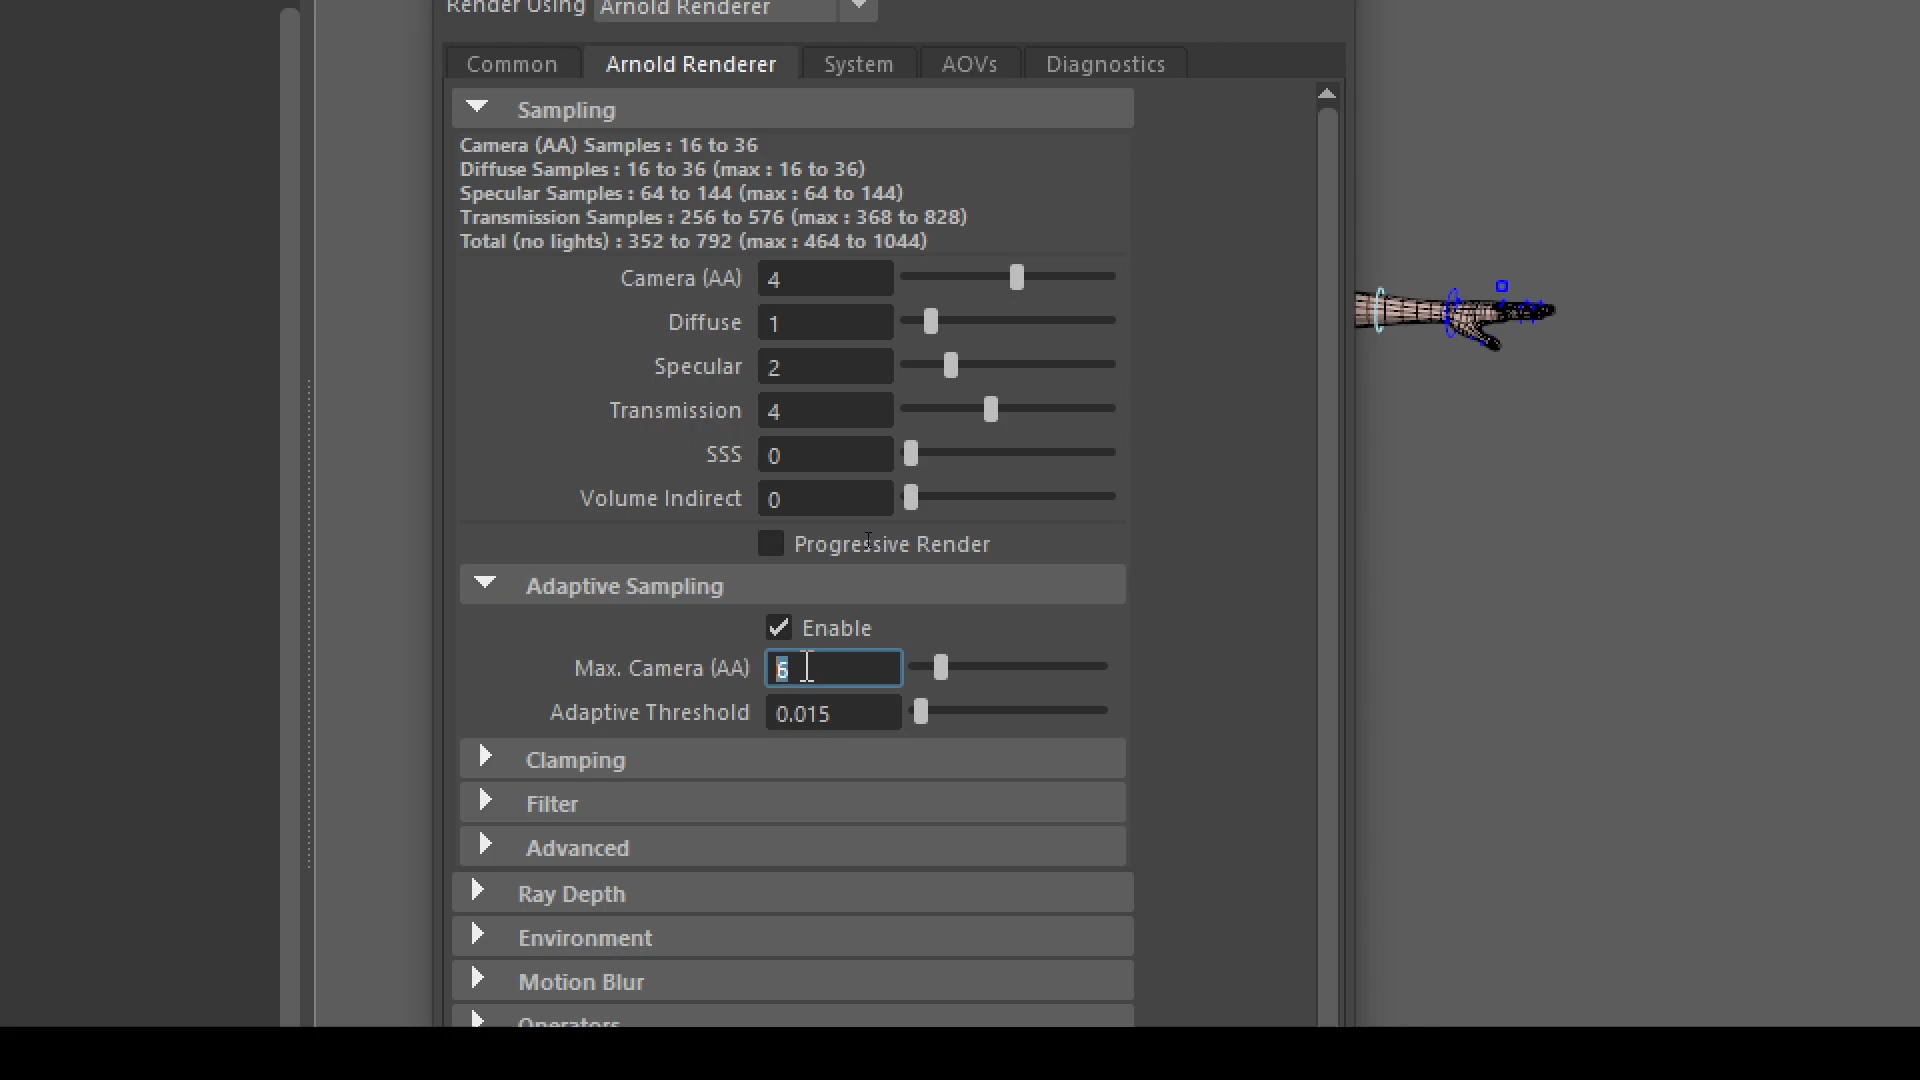 Render Using Arnold Renderer
Common Arnold Renderer System AOVs Diagnostics
Sampling
Camera (AA) Samples : 16 to 36
Diffuse Samples : 16 to 36 (max : 16 to 36)
Specular Samples : 64 to 144 (max : 64 to 144)
Transmission Samples : 256 to 576 (max : 368 to 828)
Total (no lights) : 352 to 792 (max : 464 to 1044)
Camera (AA) 4
Diffuse 1
Specular 2
Transmission 4
SSS 0
Volume Indirect 0
Progressive Render
Adaptive Sampling
Enable
Max. Camera (AA) 6
Adaptive Threshold 0.015
Clamping
Filter
Advanced
Ray Depth
Environment
Motion Blur
Operators